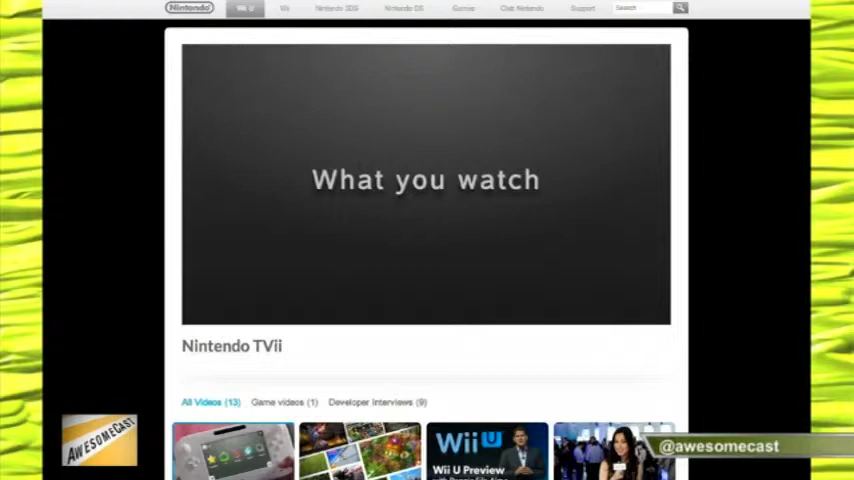 Nintendo Wii U Wii Nintendo 3DS Nintendo DS Games Club Nintendo Support Search
What you watch
Nintendo TVii
All Videos (13) Game videos (1) Developer Interviews (9)
AWESOMECAST
WiiU
Wii U Preview
@awesomecast